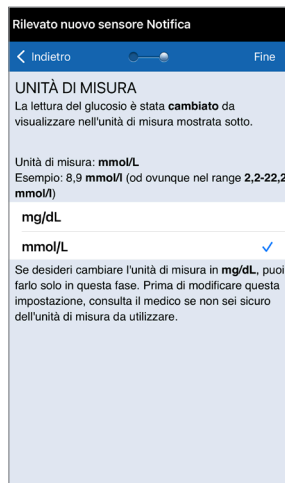 Rilevato nuovo sensore Notifica
Indietro
Fine
UNITÀ DI MISURA
La lettura del glucosio è stata cambiato da
visualizzare nell'unità di misura mostrata sotto.
Unità di misura: mmol/L
Esempio: 8,9 mmol/l (od ovunque nel range 2,2-22,2
mmol/l)
mg/dL
mmol/L
Se desideri cambiare l'unità di misura in mg/dL, puoi
farlo solo in questa fase. Prima di modificare questa
impostazione, consulta il medico se non sei sicuro
dell'unità di misura da utilizzare.